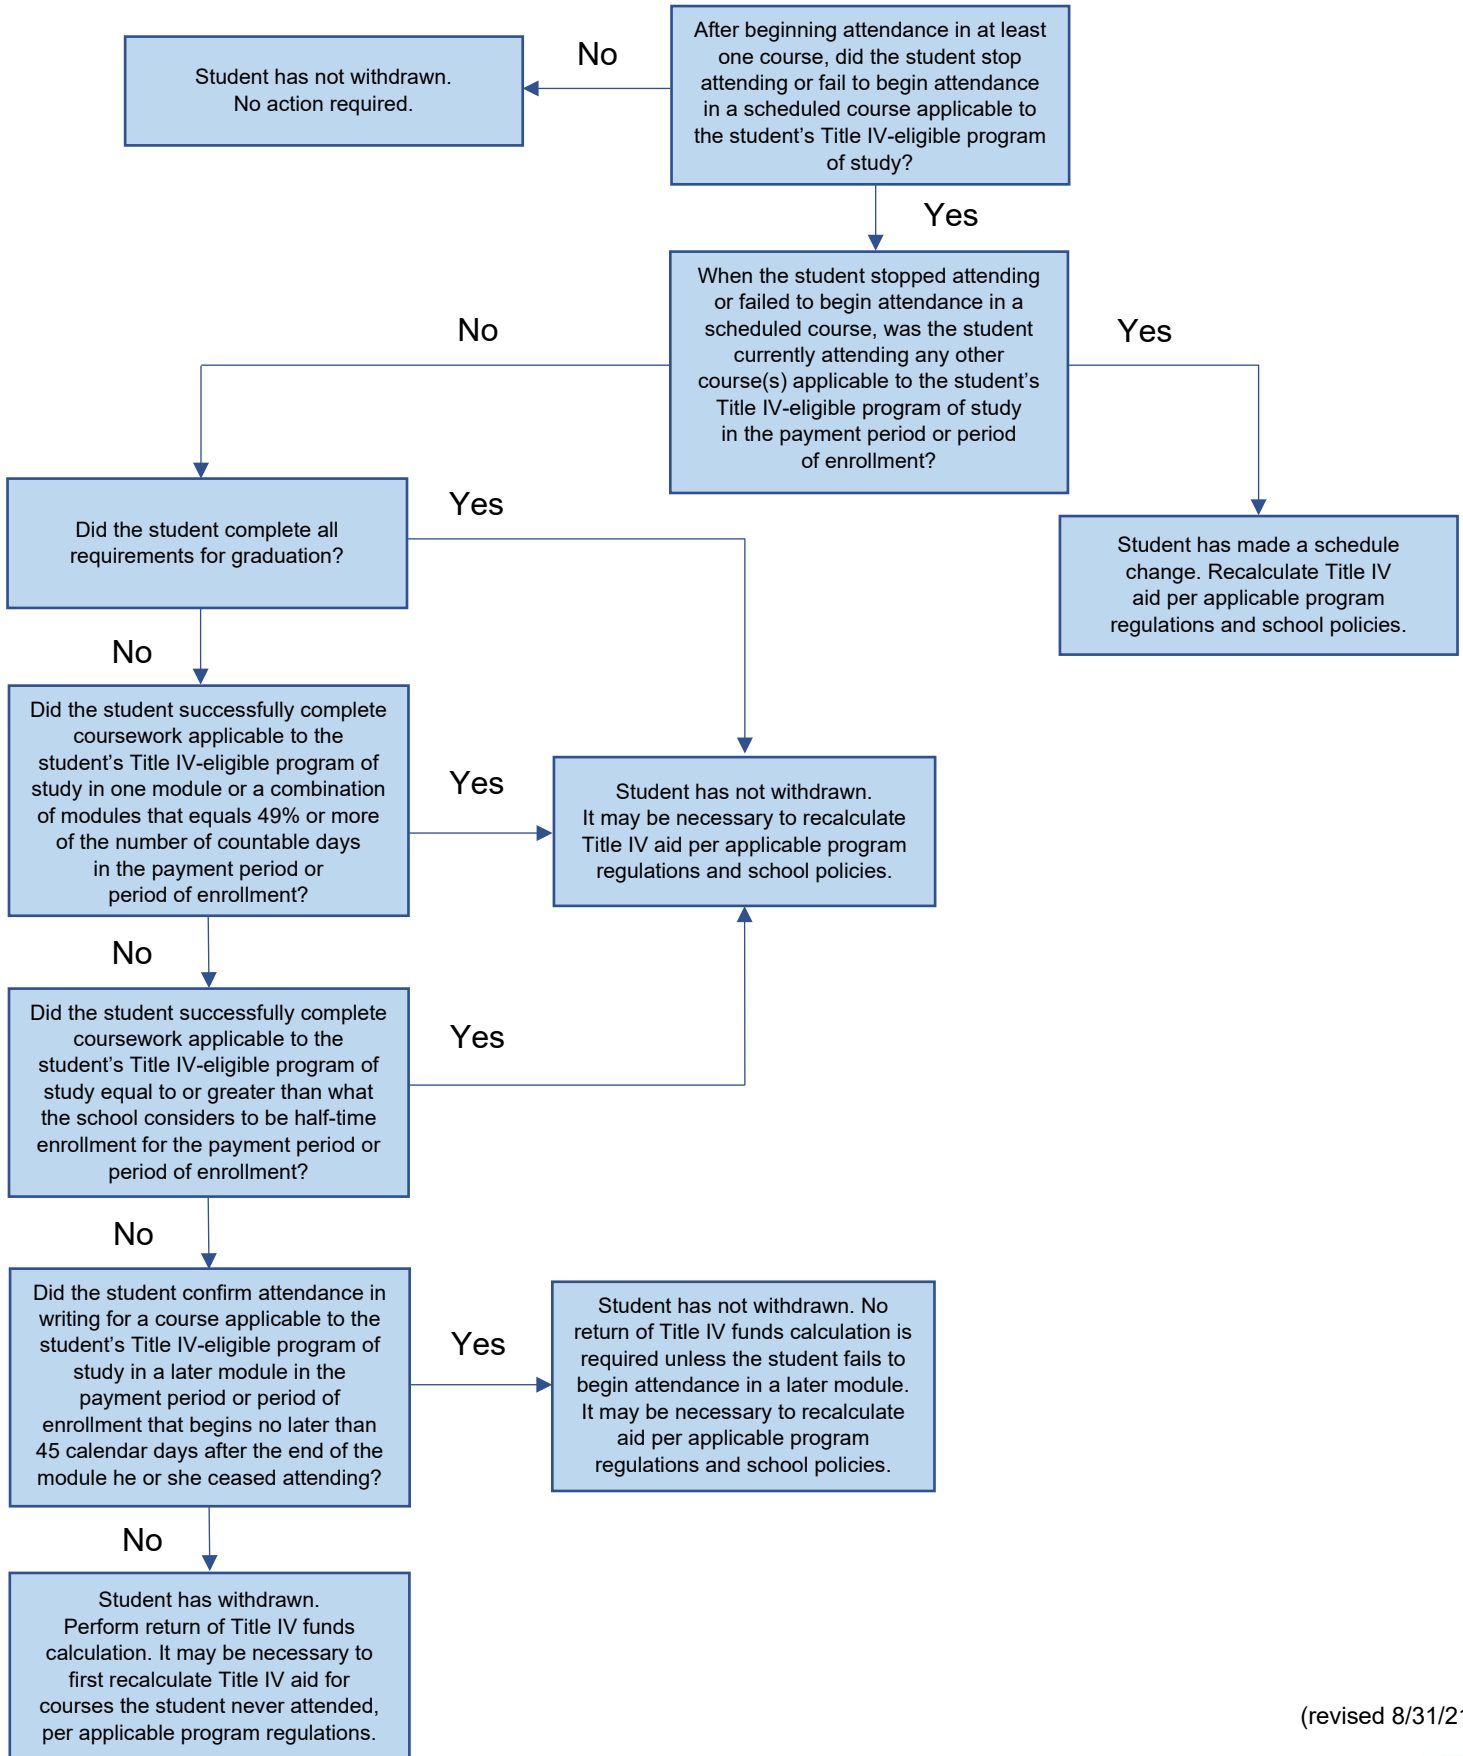 After beginning attendance in at least
one course, did the student stop
attending or fail to begin attendance
in a scheduled course applicable to
the student’s Title IV-eligible program
of study?
No
Student has not withdrawn.
No action required.
Yes
When the student stopped attending
or failed to begin attendance in a
scheduled course, was the student
currently attending any other
course(s) applicable to the student’s
Title IV-eligible program of study
in the payment period or period
of enrollment?
No
Yes
Student has made a schedule
change. Recalculate Title IV
aid per applicable program
regulations and school policies.
Did the student complete all
requirements for graduation?
Yes
No
Did the student successfully complete
coursework applicable to the
student’s Title IV-eligible program of
study in one module or a combination
of modules that equals 49% or more
of the number of countable days
in the payment period or
period of enrollment?
Yes
Student has not withdrawn.
It may be necessary to recalculate
Title IV aid per applicable program
regulations and school policies.
No
Did the student successfully complete
coursework applicable to the
student’s Title IV-eligible program of
study equal to or greater than what
the school considers to be half-time
enrollment for the payment period or
period of enrollment?
Yes
No
Did the student confirm attendance in
writing for a course applicable to the
student’s Title IV-eligible program of
study in a later module in the
payment period or period of
enrollment that begins no later than
45 calendar days after the end of the
module he or she ceased attending?
Yes
Student has not withdrawn. No
return of Title IV funds calculation is
required unless the student fails to
begin attendance in a later module.
It may be necessary to recalculate
aid per applicable program
regulations and school policies.
No
Student has withdrawn.
Perform return of Title IV funds
calculation. It may be necessary to
first recalculate Title IV aid for
courses the student never attended,
per applicable program regulations.
(revised 8/31/21